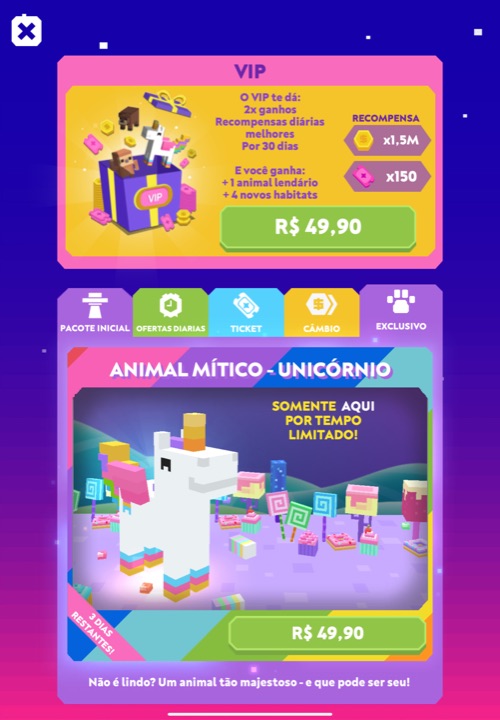 VIP
O VIP te dá:
2x ganhos
Recompensas diárias
melhores
Por 30 dias
E você ganha:
+ 1 animal lendário
+ 4 novos habitats
RECOMPENSA
x1,5M
x150
VIP
R$ 49,90
PACOTE INICIAL
OFERTAS DIARIAS
TICKET
CÂMBIO
EXCLUSIVO
ANIMAL MÍTICO - UNICÓRNIO
SOMENTE AQUI
POR TEMPO
LIMITADO!
3 DIAS
RESTANTES!
R$ 49,90
Não é lindo? Um animal tão majestoso - e que pode ser seu!